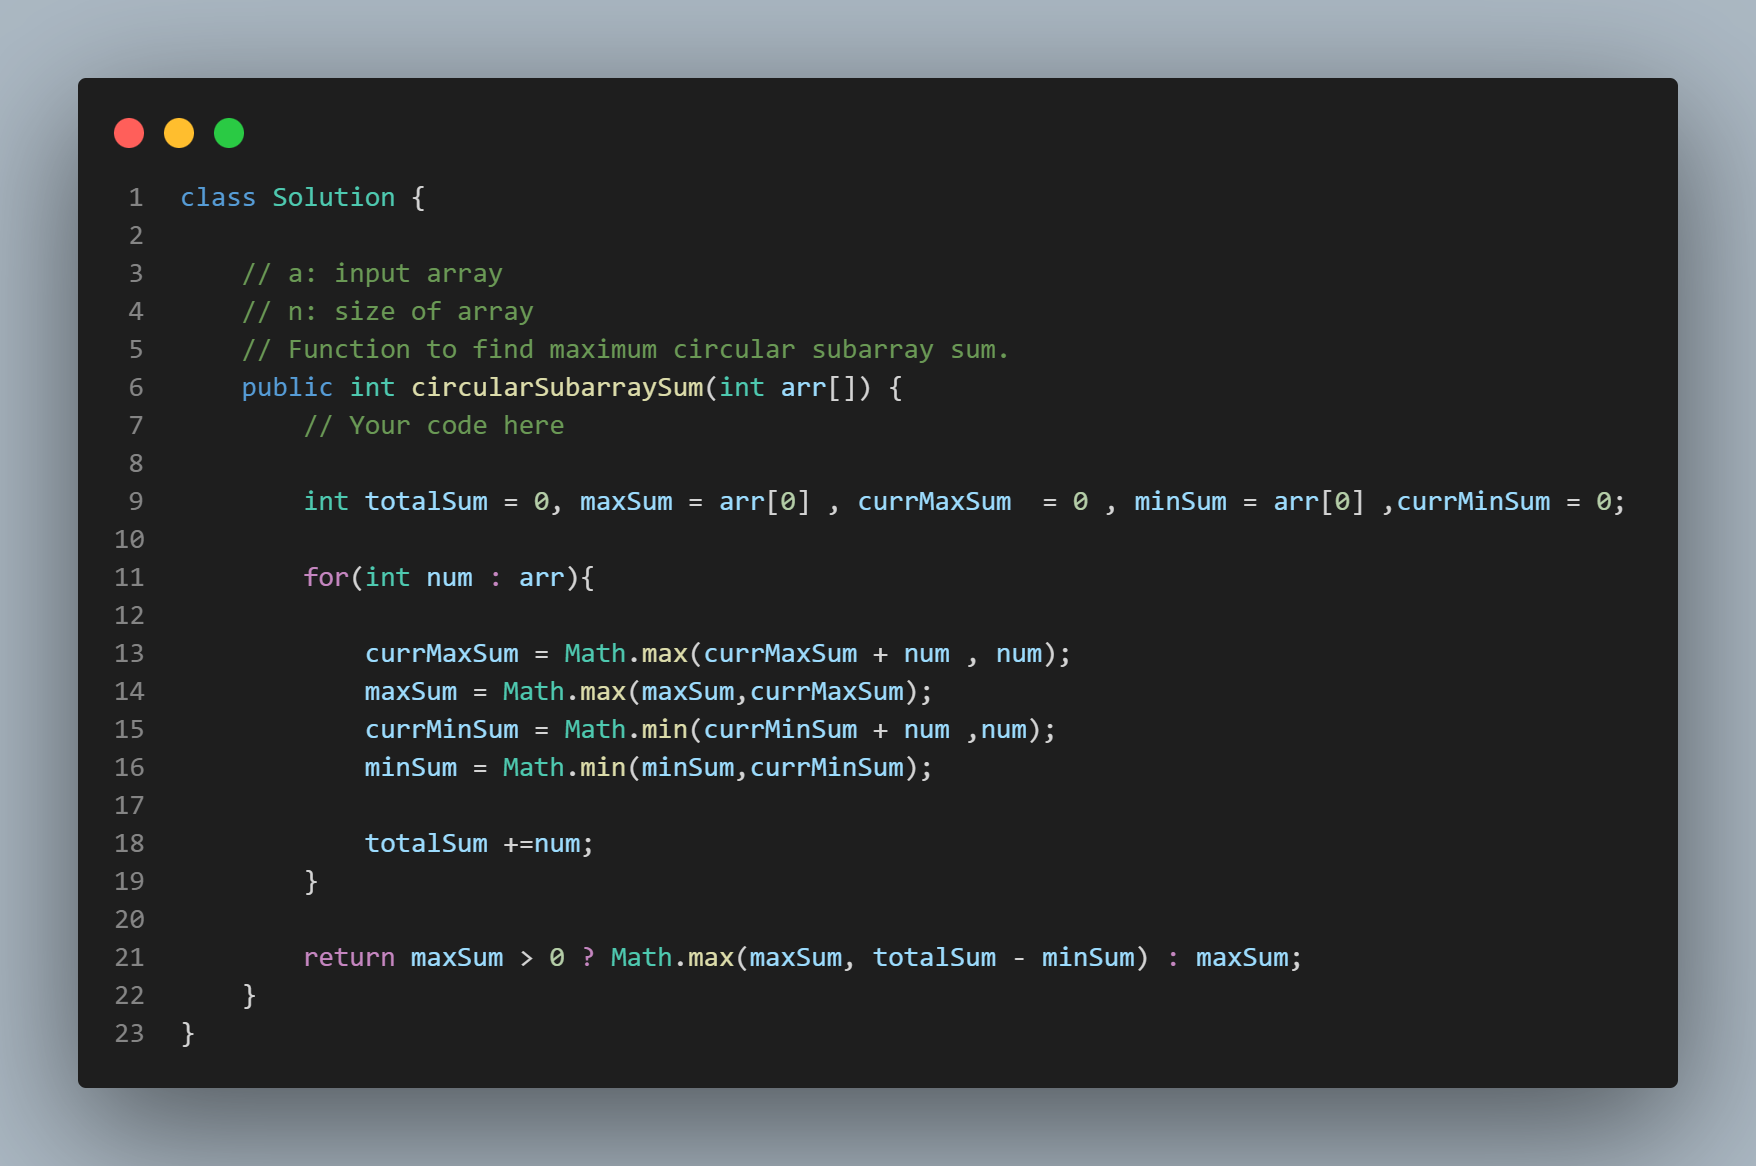 1 class Solution {
2
3     // a: input array
4     // n: size of array
5     // Function to find maximum circular subarray sum.
6     public int circularSubarraySum(int arr[]) {
7         // Your code here
8
9         int totalSum = 0, maxSum = arr[0] , currMaxSum  = 0 , minSum = arr[0] ,currMinSum = 0;
10
11         for(int num : arr){
12
13             currMaxSum = Math.max(currMaxSum + num , num);
14             maxSum = Math.max(maxSum,currMaxSum);
15             currMinSum = Math.min(currMinSum + num ,num);
16             minSum = Math.min(minSum,currMinSum);
17
18             totalSum +=num;
19         }
20
21         return maxSum > 0 ? Math.max(maxSum, totalSum - minSum) : maxSum;
22     }
23 }